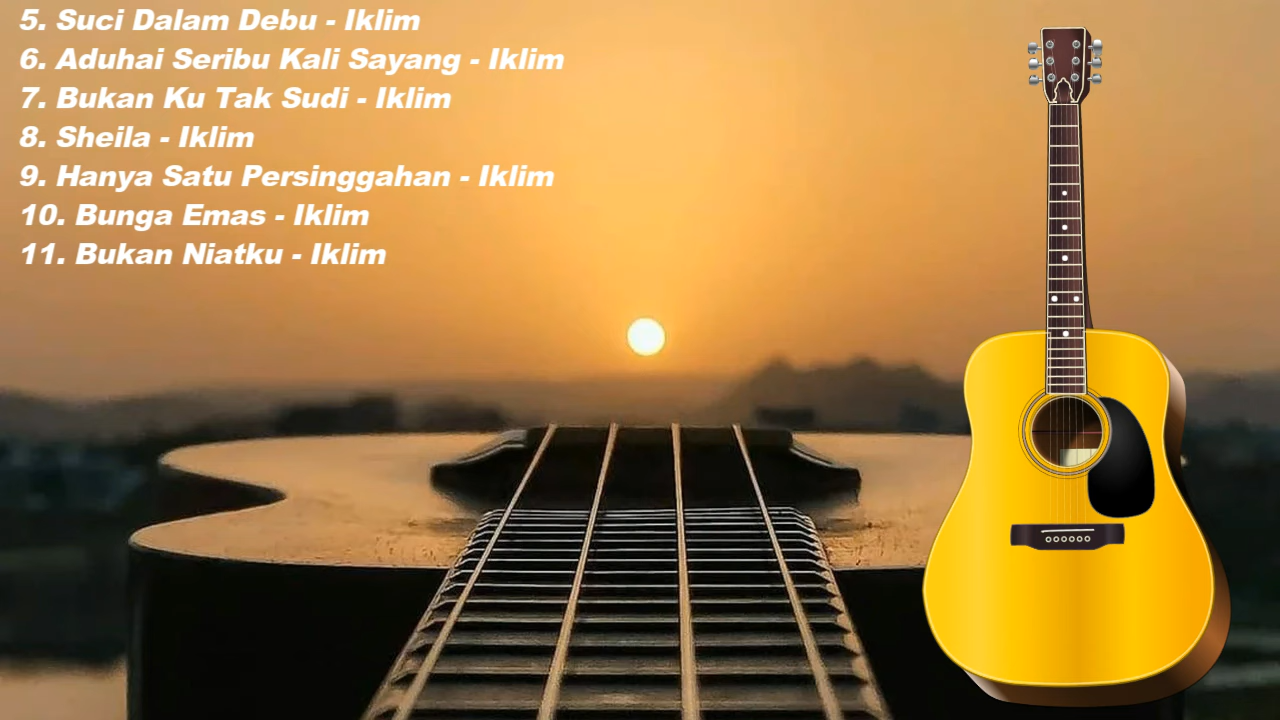 5. Suci Dalam Debu - Iklim
6. Aduhai Seribu Kali Sayang - Iklim
7. Bukan Ku Tak Sudi - Iklim
8. Sheila - Iklim
9. Hanya Satu Persinggahan - Iklim
10. Bunga Emas - Iklim
11. Bukan Niatku - Iklim